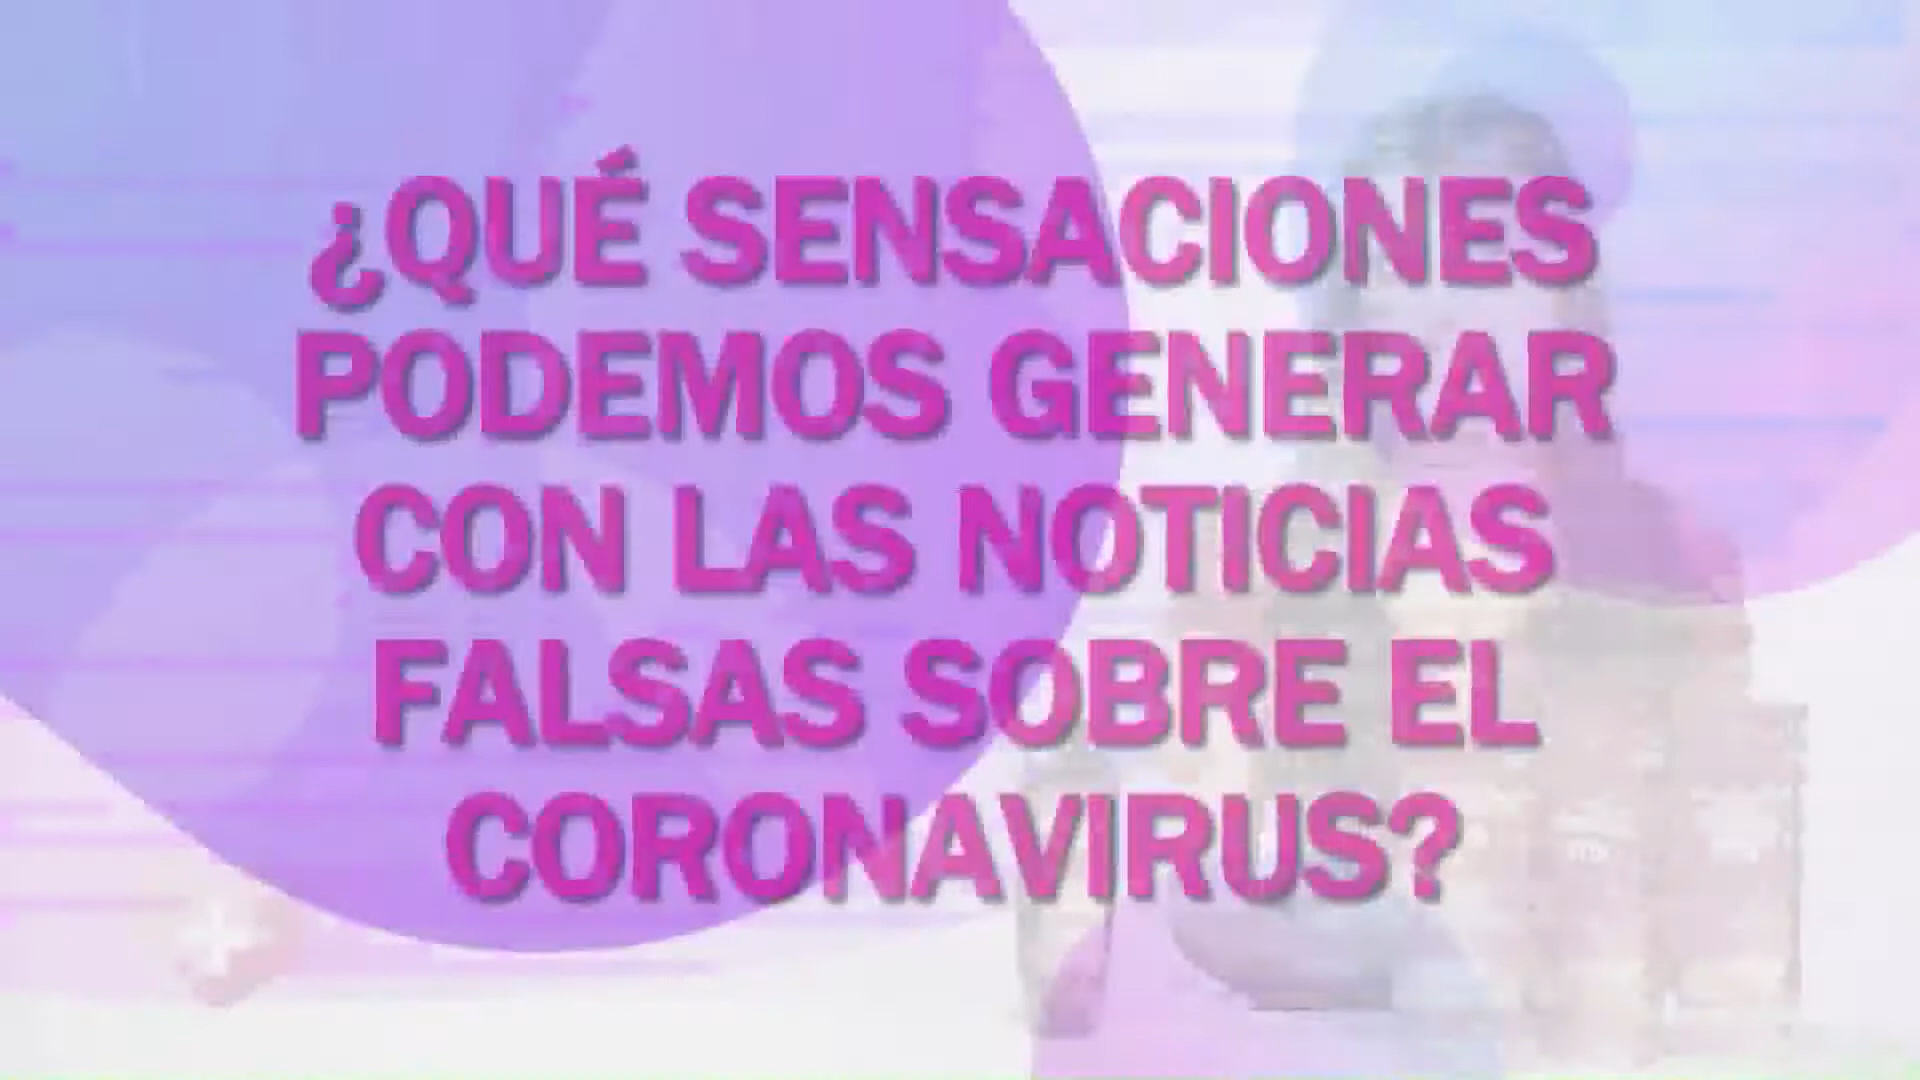 ¿QUÉ SENSACIONES
PODEMOS GENERAR
CON LAS NOTICIAS
FALSAS SOBRE EL
CORONAVIRUS?